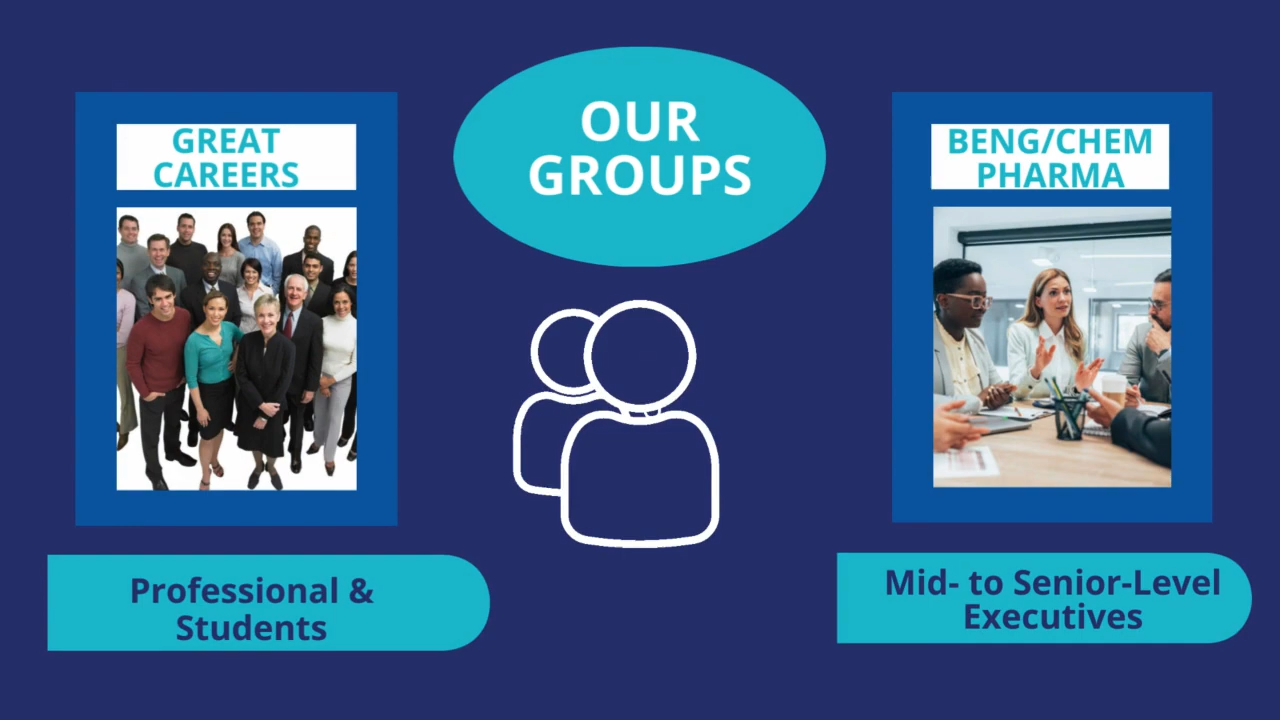 OUR
GROUPS
GREAT
CAREERS
BENG/CHEM
PHARMA
Professional &
Students
Mid- to Senior-Level
Executives